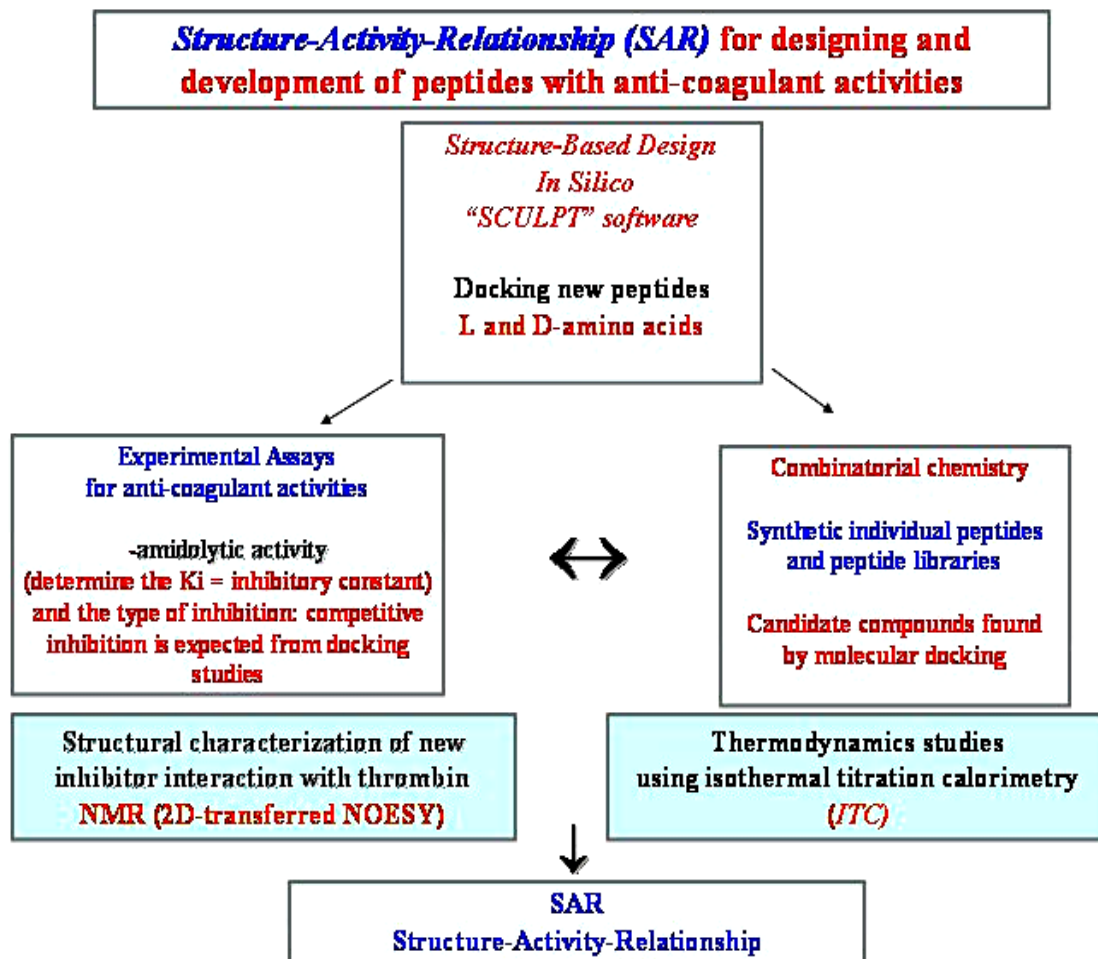 Structure-Activity-Relationship (SAR) for designing and
development of peptides with anti-coagulant activities
Structure-Based Design
In Silico
“SCULPT” software
Docking new peptides
L and D-amino acids
Experimental Assays
for anti-coagulant activities
-amidolytic activity
(determine the Ki = inhibitory constant)
and the type of inhibition: competitive
inhibition is expected from docking
studies
Combinatorial chemistry
Synthetic individual peptides
and peptide libraries
Candidate compounds found
by molecular docking
Structural characterization of new
inhibitor interaction with thrombin
NMR (2D-transferred NOESY)
Thermodynamics studies
using isothermal titration calorimetry
(ITC)
SAR
Structure-Activity-Relationship